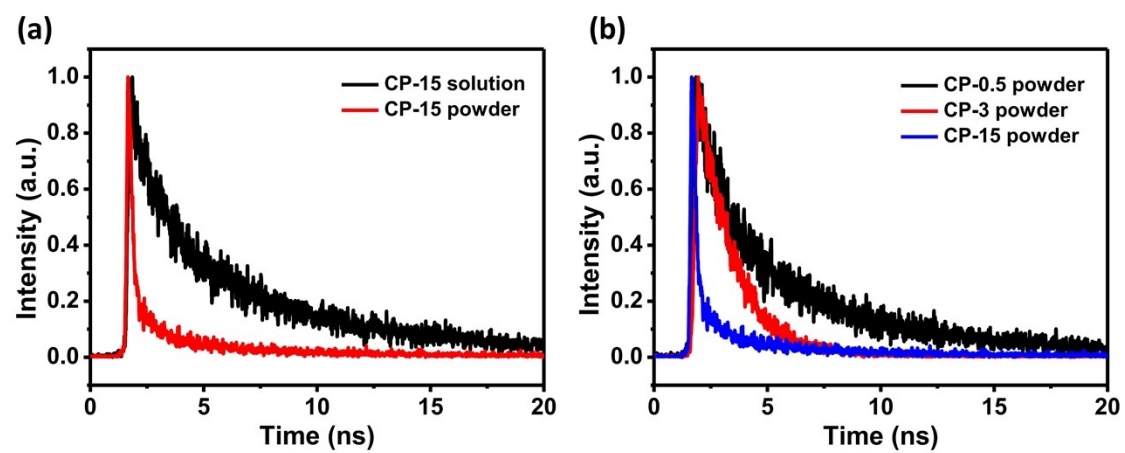 (a)
Intensity (a.u.)
1.0
0.8
0.6
0.4
0.2
0.0
CP-15 solution
CP-15 powder
0 5 10 15 20
Time (ns)
(b)
Intensity (a.u.)
1.0
0.8
0.6
0.4
0.2
0.0
CP-0.5 powder
CP-3 powder
CP-15 powder
0 5 10 15 20
Time (ns)